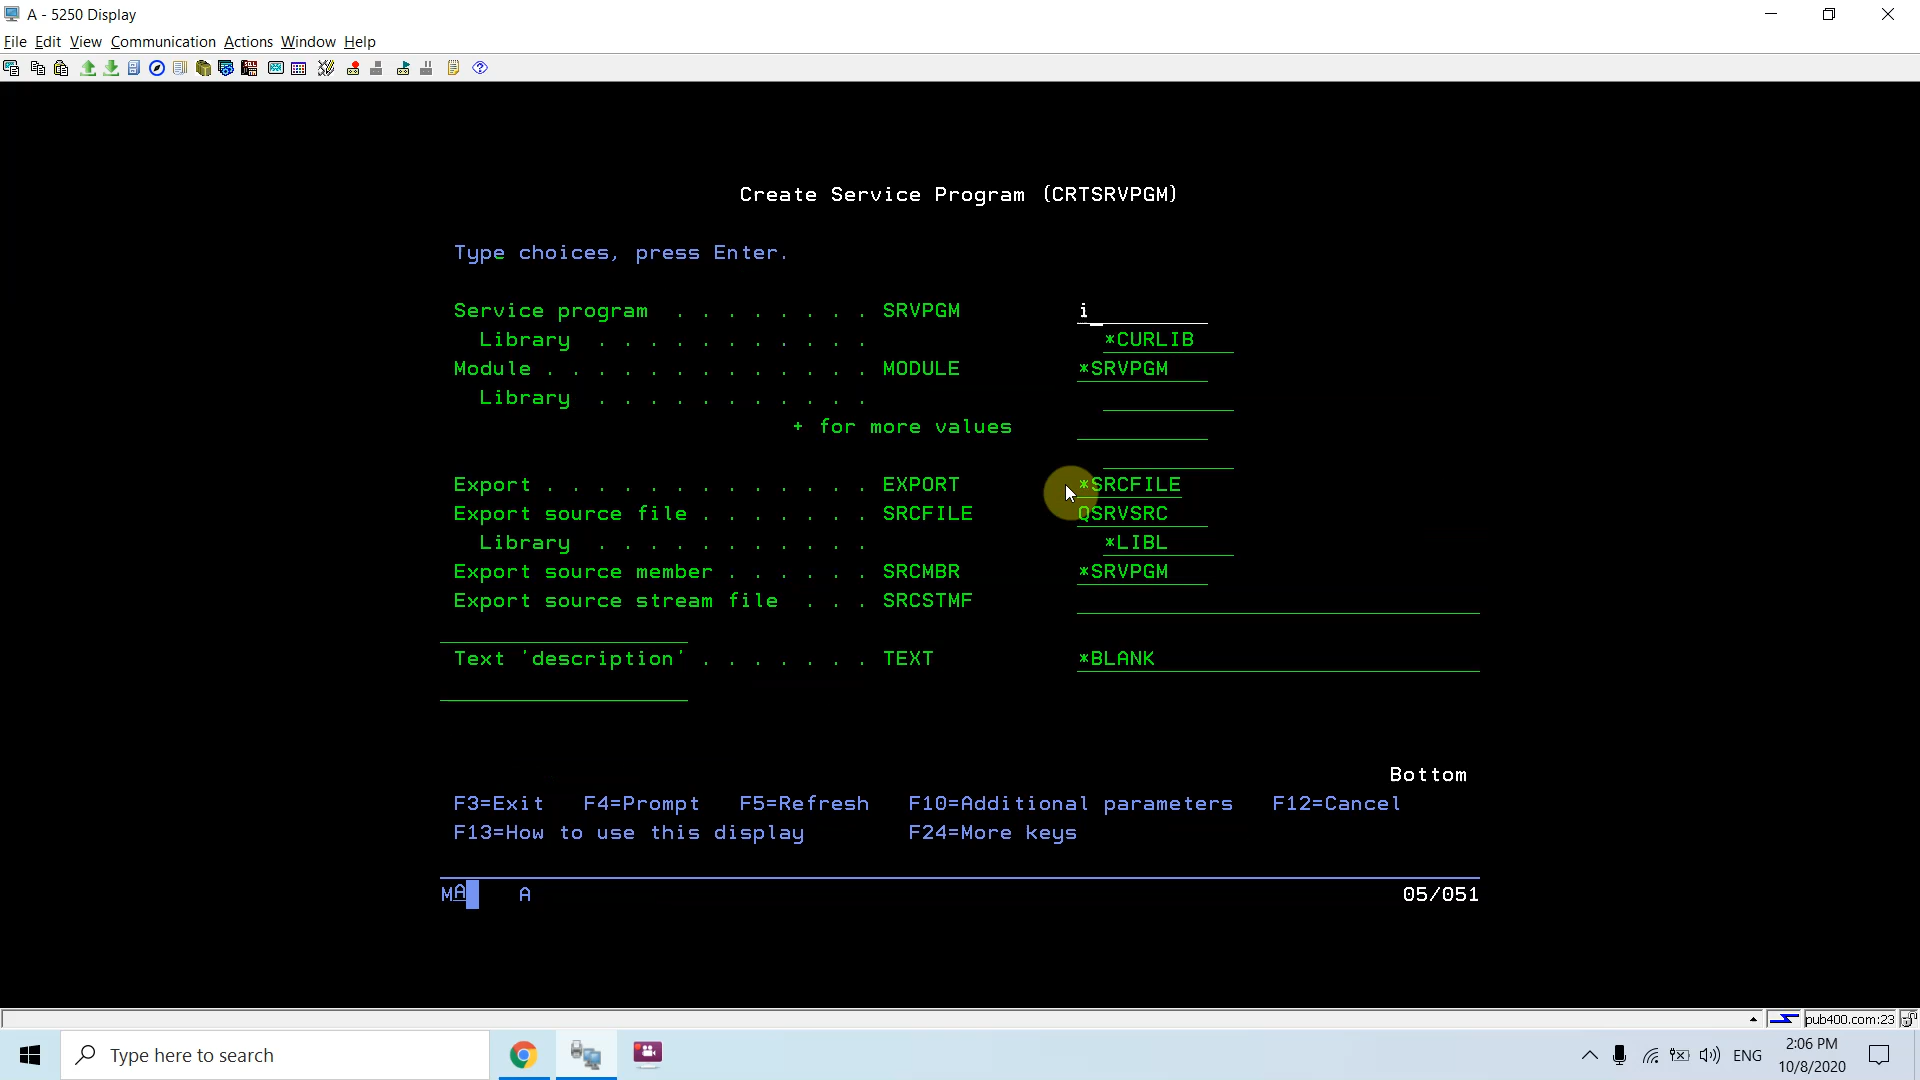 A - 5250 Display
File Edit View Communication Actions Window Help
Create Service Program (CRTSRVPGM)
Type choices, press Enter.
Service program . . . . . . . . SRVPGM i_
Library . . . . . . . . . . . *CURLIB
Module . . . . . . . . . . . . . MODULE *SRVPGM
Library . . . . . . . . . . .
+ for more values
Export . . . . . . . . . . . . . EXPORT *SRCFILE
Export source file . . . . . . . SRCFILE QSRVSRC
Library . . . . . . . . . . . *LIBL
Export source member . . . . . . SRCMBR *SRVPGM
Export source stream file . . . SRCSTMF
Text 'description' . . . . . . . TEXT *BLANK
Bottom
F3=Exit F4=Prompt F5=Refresh F10=Additional parameters F12=Cancel
F13=How to use this display F24=More keys
MA A 05/051
pub400.com:23
Type here to search
ENG
2:06 PM
10/8/2020